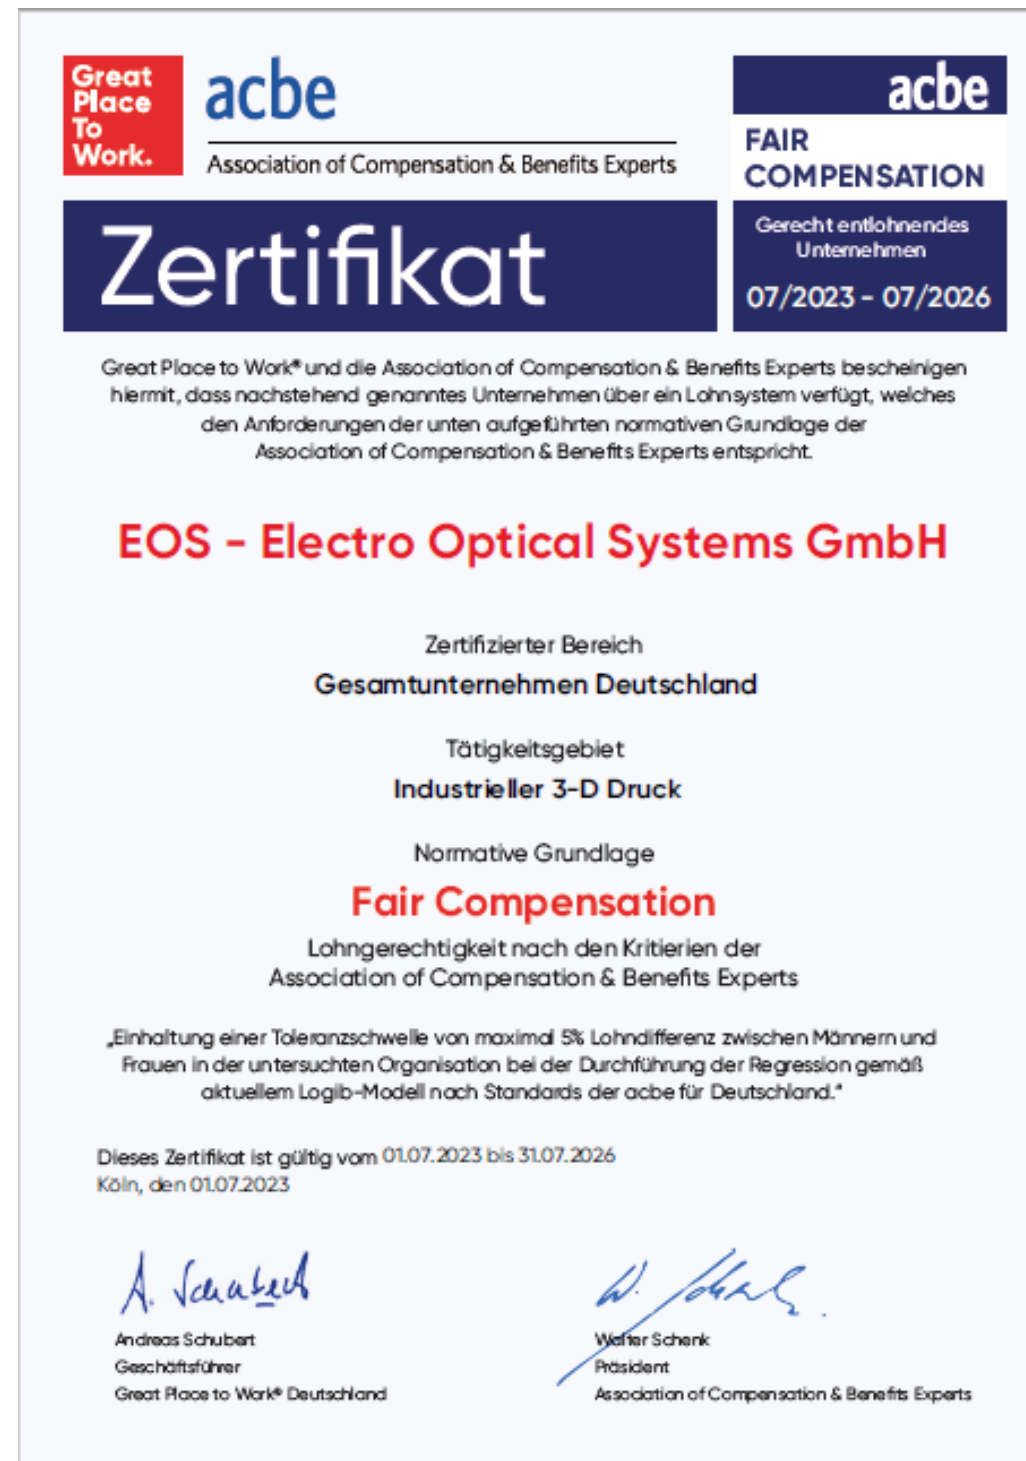 Great
Place
To
Work.
acbe
Association of Compensation & Benefits Experts
acbe
FAIR
COMPENSATION
Gerecht entlohnendes
Unternehmen
07/2023 - 07/2026
Zertifikat
Great Place to Work® und die Association of Compensation & Benefits Experts bescheinigen
hiermit, dass nachstehend genanntes Unternehmen über ein Lohnsystem verfügt, welches
den Anforderungen der unten aufgeführten normativen Grundlage der
Association of Compensation & Benefits Experts entspricht.
EOS - Electro Optical Systems GmbH
Zertifizierter Bereich
Gesamtunternehmen Deutschland
Tätigkeitsgebiet
Industrieller 3-D Druck
Normative Grundlage
Fair Compensation
Lohngerechtigkeit nach den Kritierien der
Association of Compensation & Benefits Experts
„Einhaltung einer Toleranzschwelle von maximal 5% Lohndifferenz zwischen Männern und
Frauen in der untersuchten Organisation bei der Durchführung der Regression gemäß
aktuellem Logib-Modell nach Standards der acbe für Deutschland.“
Dieses Zertifikat ist gültig vom 01.07.2023 bis 31.07.2026
Köln, den 01.07.2023
A. Schubert
W. Schenk
Andreas Schubert
Geschäftsführer
Great Place to Work® Deutschland
Walter Schenk
Präsident
Association of Compensation & Benefits Experts